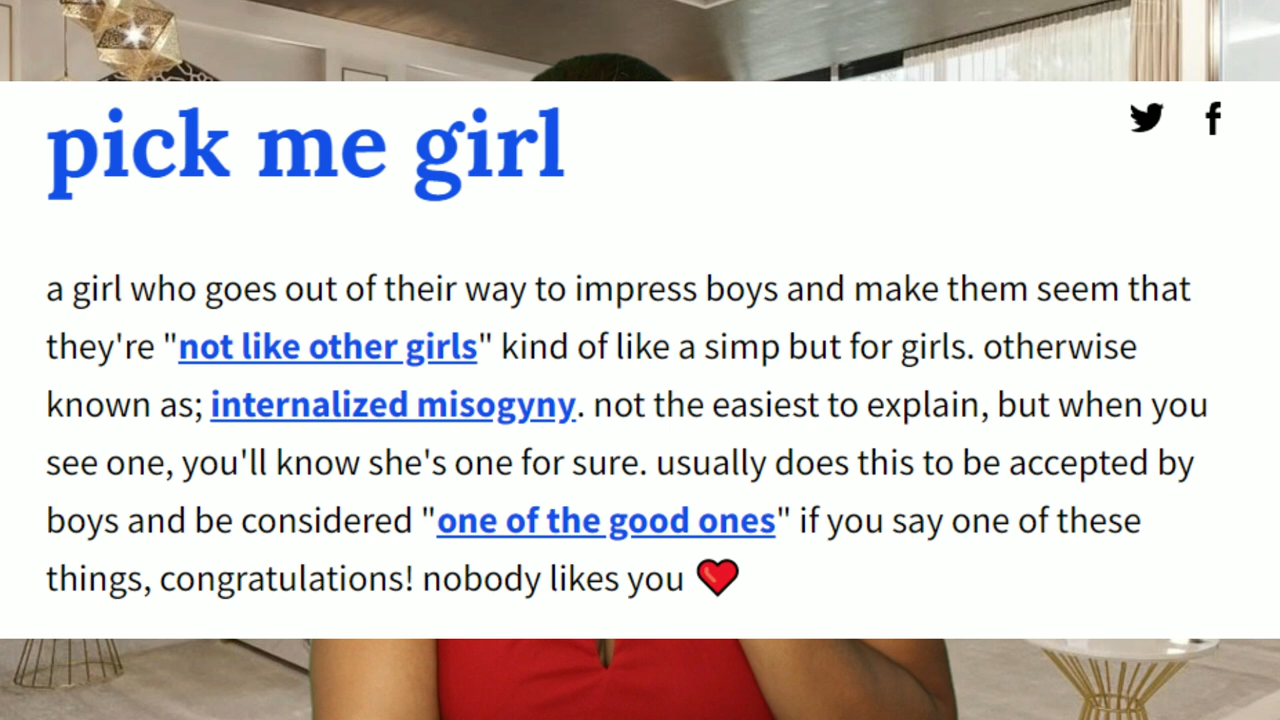 pick me girl
a girl who goes out of their way to impress boys and make them seem that
they're "not like other girls" kind of like a simp but for girls. otherwise
known as; internalized misogyny. not the easiest to explain, but when you
see one, you'll know she's one for sure. usually does this to be accepted by
boys and be considered "one of the good ones" if you say one of these
things, congratulations! nobody likes you ❤️